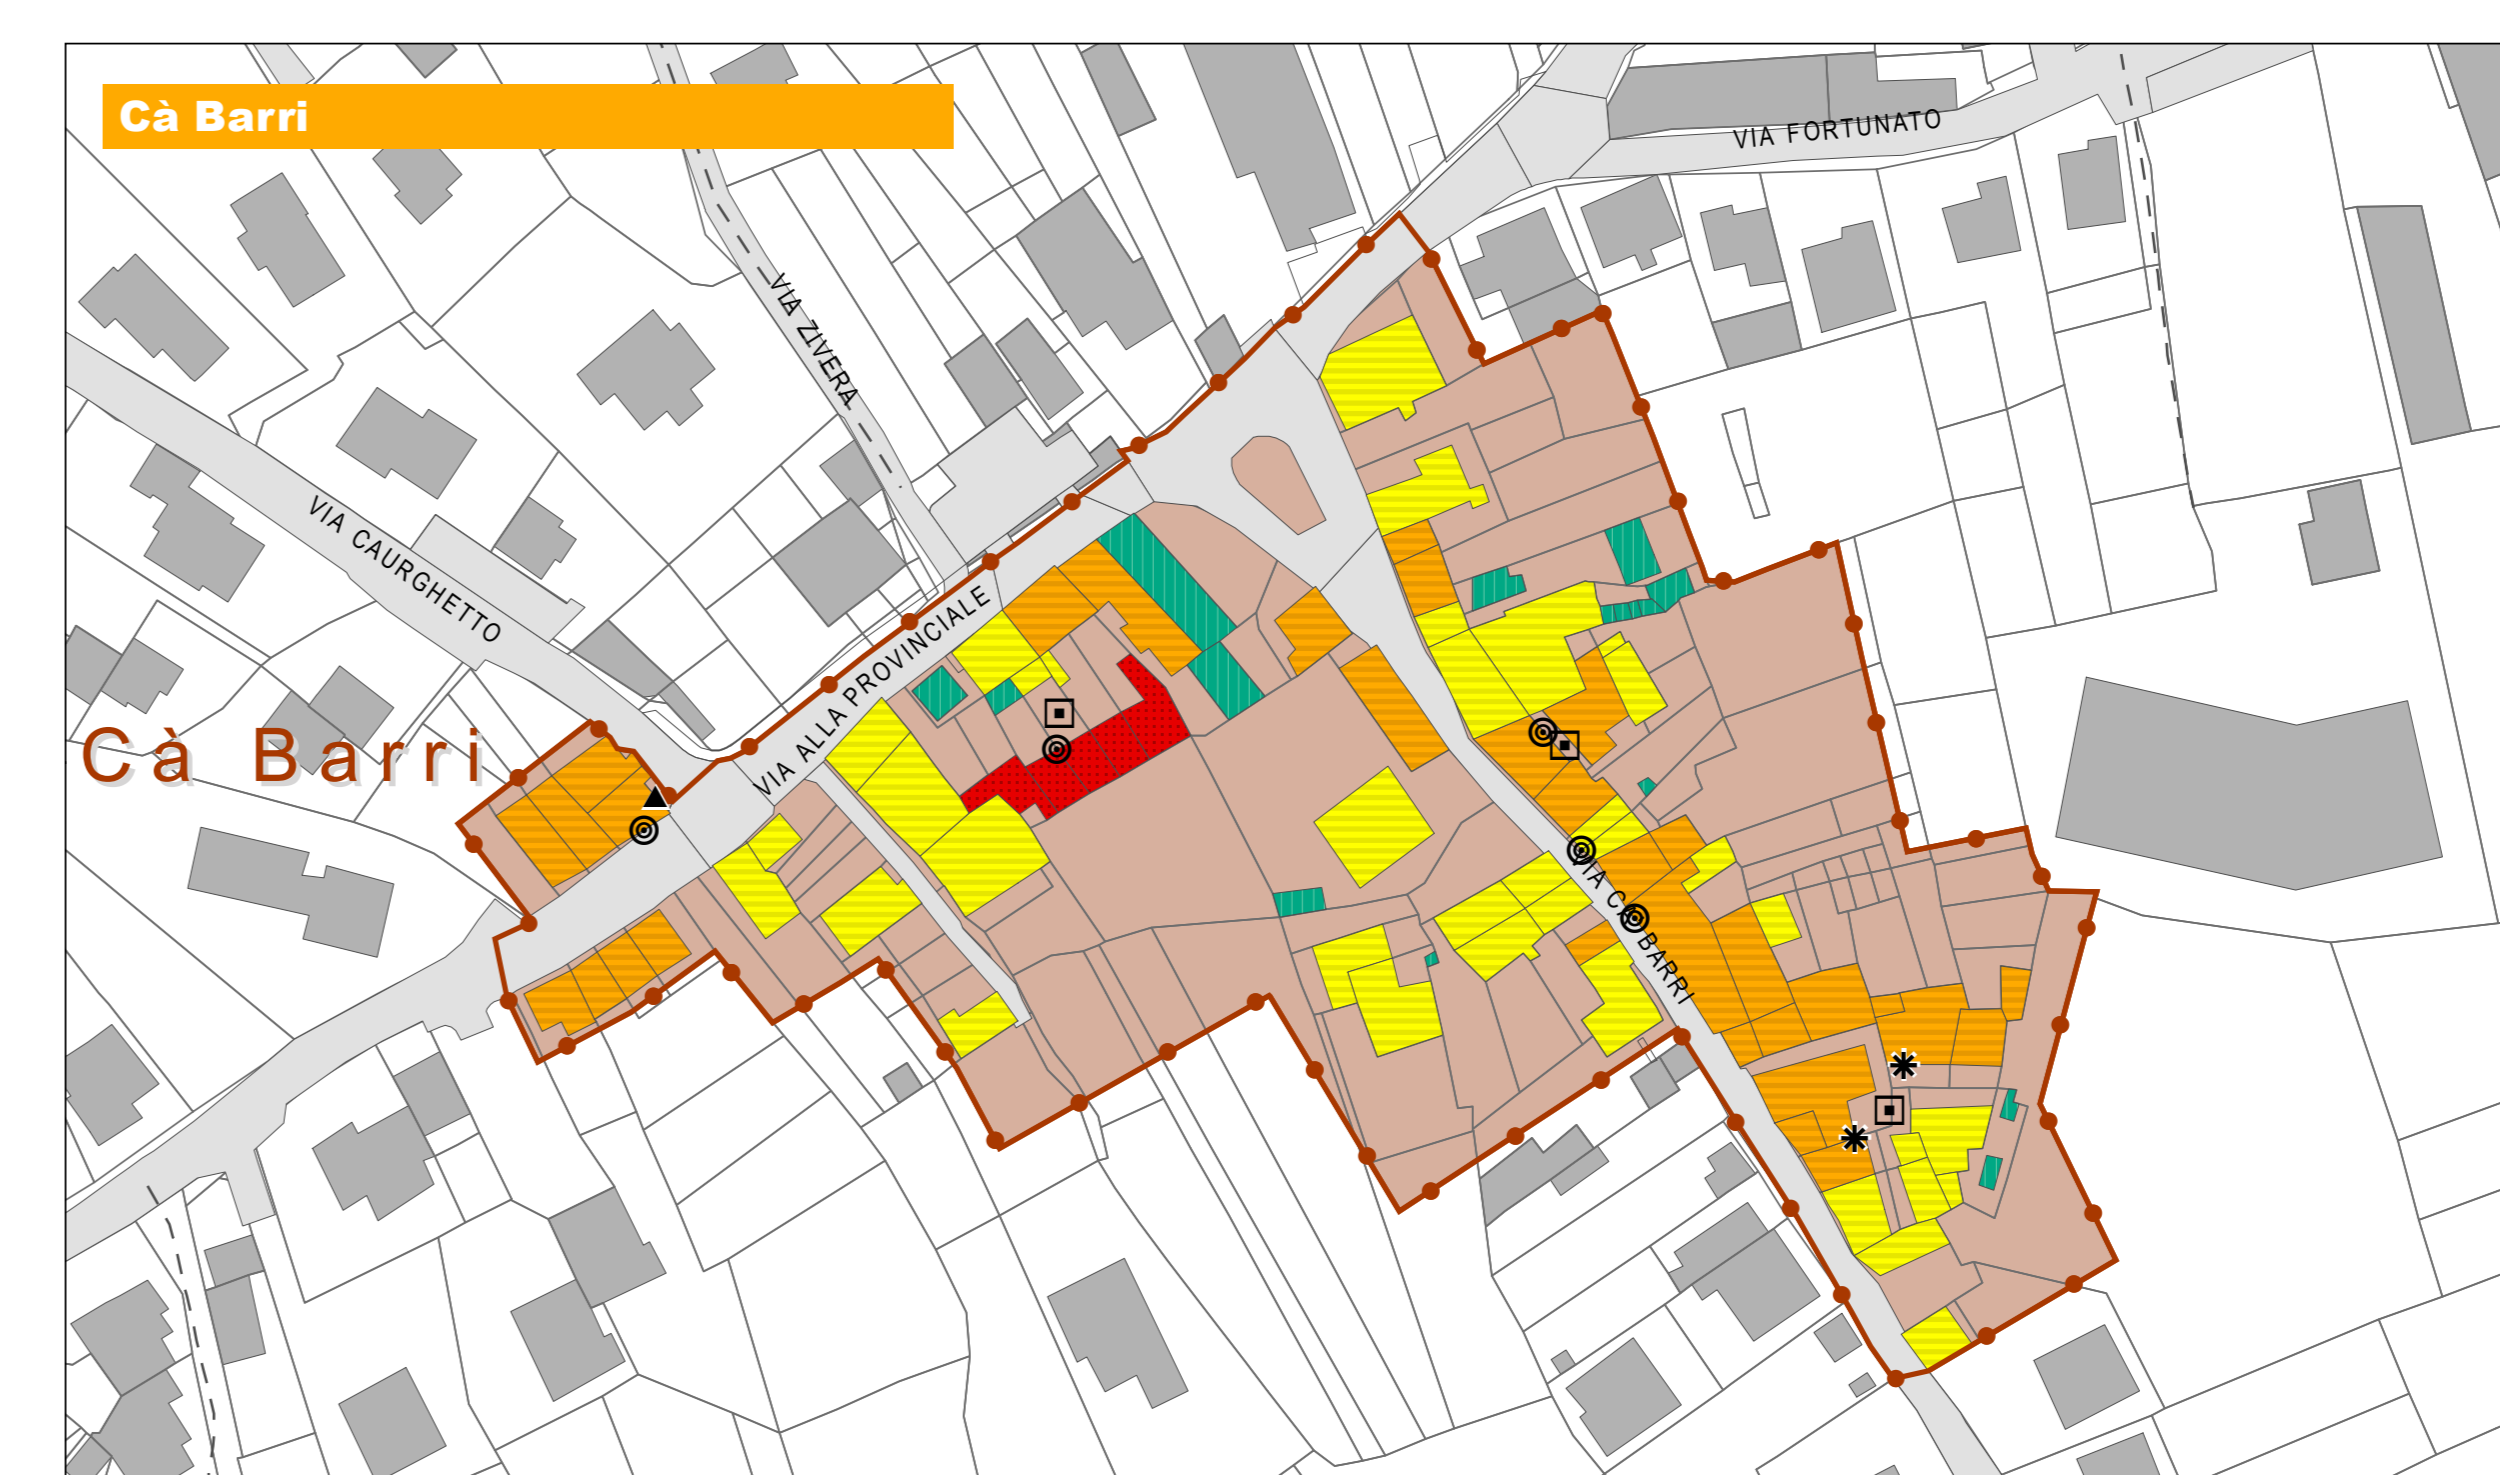 Cà Barri
VIA FORTUNATO
VIA ZIVERA
VIA CAURGHETTO
VIA ALLA PROVINCIALE
Cà Barri
VIA CÀ BARRI